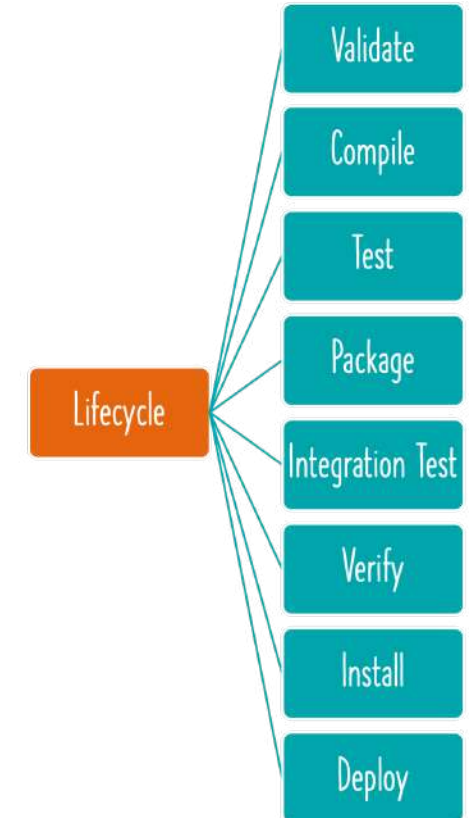 Validate
Compile
Test
Package
Lifecycle
Integration Test
Verify
Install
Deploy